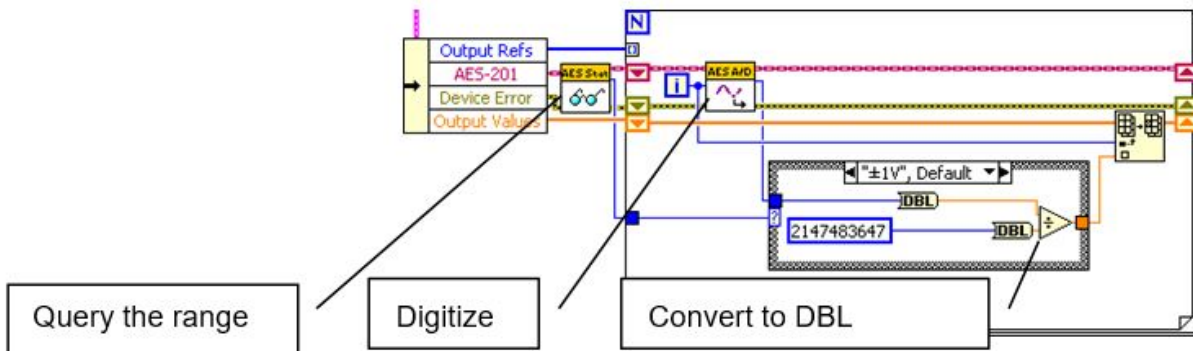 N
Output Refs
AES-201
Device Error
Output Values
AES Stat
i
AES A/D
"±1V", Default
?
DBL
2147483647
DBL
÷
Query the range
Digitize
Convert to DBL